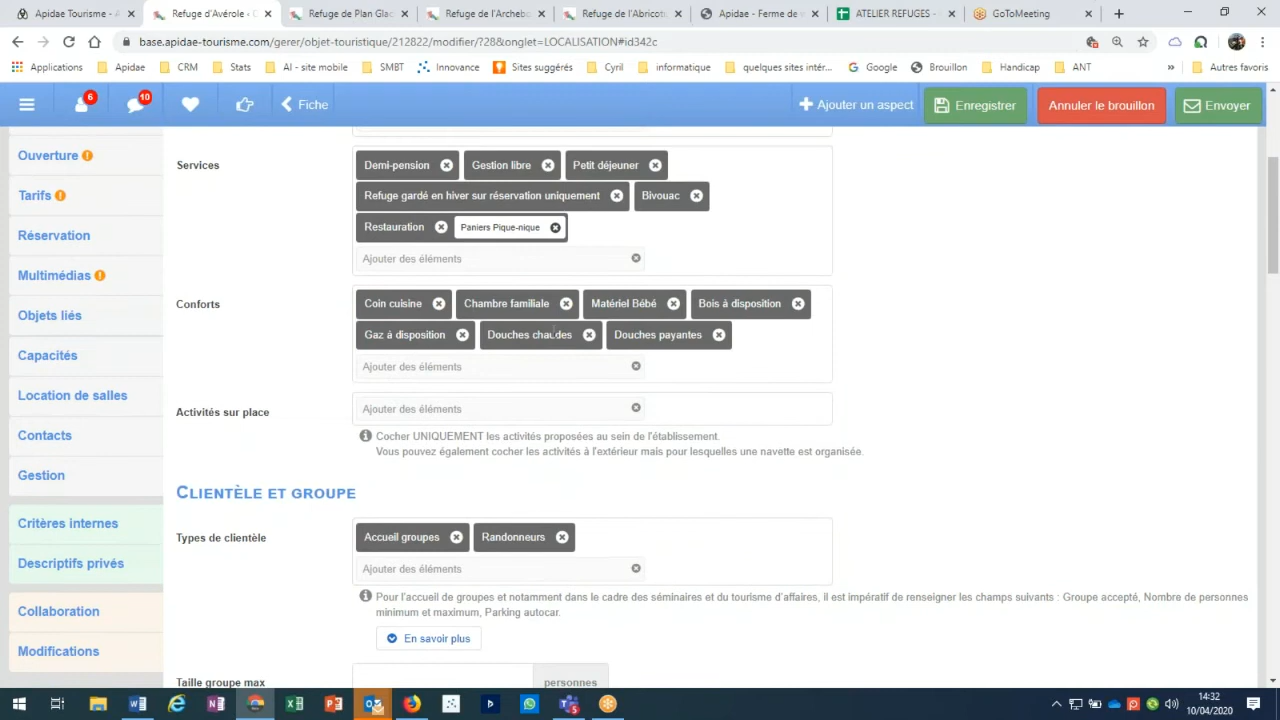 Apidae Tourisme - A
Refuge d'Avérole - C
Refuge de Plan Glac
Refuge de l'Archebo
Refuge de l'Abricoti
Apidae - Ferme de
ATELIER REFUGES -
GoToMeeting
base.apidae-tourisme.com/gerer/objet-touristique/212822/modifier/?28&onglet=LOCALISATION#id342c
Applications
Apidae
CRM
Stats
AI - site mobile
SMBT
Innovance
Sites suggérés
Cyril
informatique
quelques sites intér...
Google
Brouillon
Handicap
ANT
»
Autres favoris
6
10
Fiche
Ajouter un aspect
Enregistrer
Annuler le brouillon
Envoyer
Ouverture
Tarifs
Réservation
Multimédias
Objets liés
Capacités
Location de salles
Contacts
Gestion
Critères internes
Descriptifs privés
Collaboration
Modifications
Services
Demi-pension
Gestion libre
Petit déjeuner
Refuge gardé en hiver sur réservation uniquement
Bivouac
Restauration
Paniers Pique-nique
Ajouter des éléments
Conforts
Coin cuisine
Chambre familiale
Matériel Bébé
Bois à disposition
Gaz à disposition
Douches chaudes
Douches payantes
Ajouter des éléments
Activités sur place
Ajouter des éléments
Cocher UNIQUEMENT les activités proposées au sein de l'établissement.
Vous pouvez également cocher les activités à l'extérieur mais pour lesquelles une navette est organisée.
CLIENTÈLE ET GROUPE
Types de clientèle
Accueil groupes
Randonneurs
Ajouter des éléments
Pour l'accueil de groupes et notamment dans le cadre des séminaires et du tourisme d'affaires, il est impératif de renseigner les champs suivants : Groupe accepté, Nombre de personnes
minimum et maximum, Parking autocar.
En savoir plus
Taille groupe max
personnes
14:32
10/04/2020